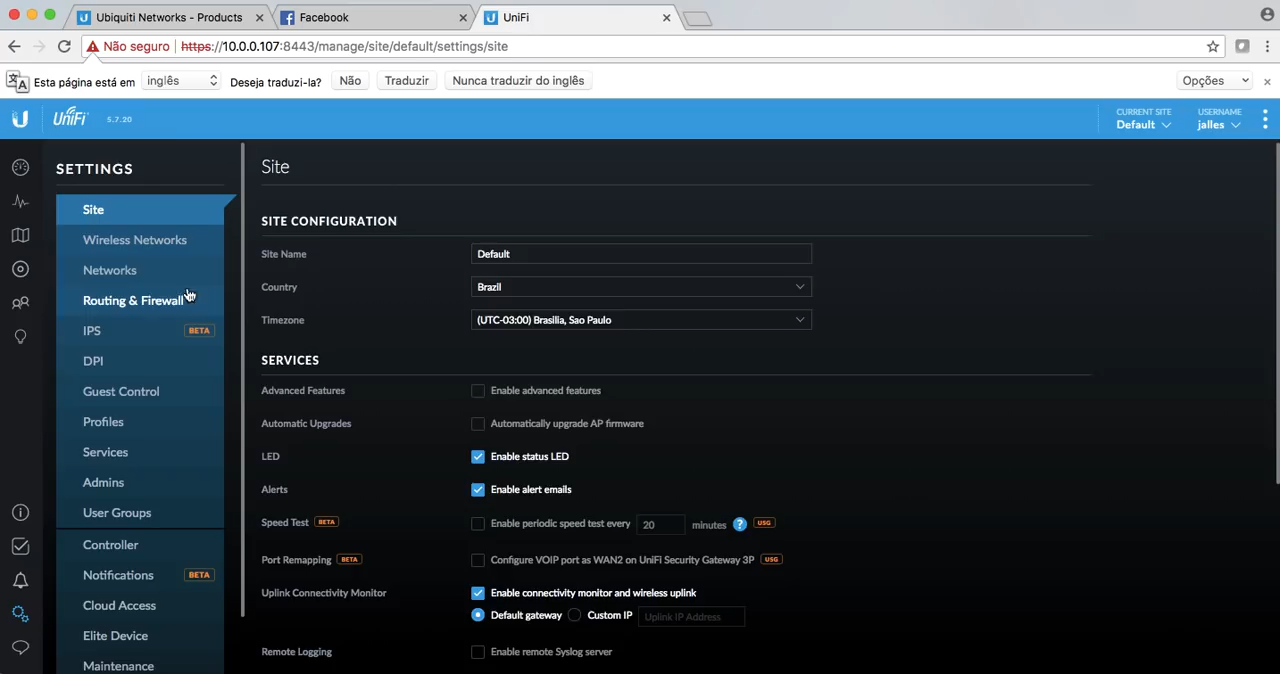 Ubiquiti Networks - Products
Facebook
UniFi
Não seguro
https://10.0.0.107:8443/manage/site/default/settings/site
Esta página está em
inglês
Deseja traduzi-la?
Não
Traduzir
Nunca traduzir do inglês
Opções
UniFi
5.7.20
CURRENT SITE
Default
USERNAME
jalles
SETTINGS
Site
Wireless Networks
Networks
Routing & Firewall
IPS
BETA
DPI
Guest Control
Profiles
Services
Admins
User Groups
Controller
Notifications
BETA
Cloud Access
Elite Device
Maintenance
Site
SITE CONFIGURATION
Site Name
Default
Country
Brazil
Timezone
(UTC-03:00) Brasilia, Sao Paulo
SERVICES
Advanced Features
Enable advanced features
Automatic Upgrades
Automatically upgrade AP firmware
LED
Enable status LED
Alerts
Enable alert emails
Speed Test
BETA
Enable periodic speed test every
20
minutes
?
USG
Port Remapping
BETA
Configure VOIP port as WAN2 on UniFi Security Gateway 3P
USG
Uplink Connectivity Monitor
Enable connectivity monitor and wireless uplink
Default gateway
Custom IP
Uplink IP Address
Remote Logging
Enable remote Syslog server